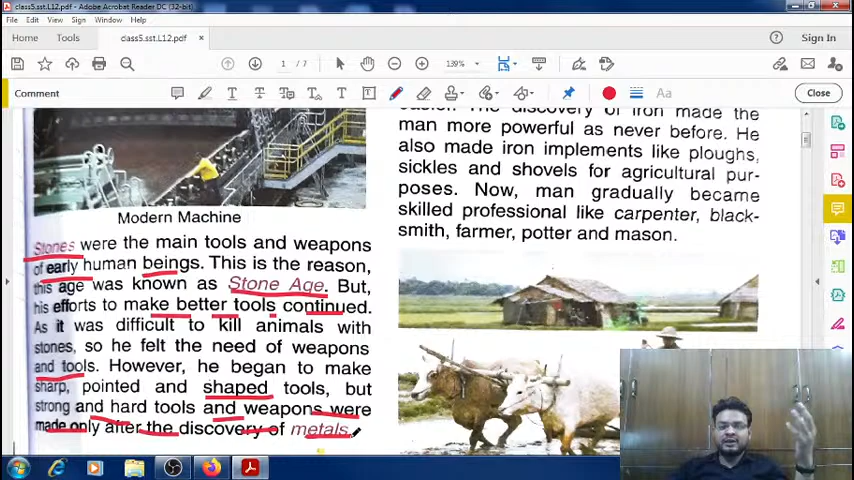 class5.sst.L12.pdf - Adobe Acrobat Reader DC (32-bit)
File Edit View Sign Window Help
Home Tools class5.sst.L12.pdf × Sign In
1 / 7 139%
Comment Close
Modern Machine
Stones were the main tools and weapons
of early human beings. This is the reason,
this age was known as Stone Age. But,
his efforts to make better tools continued.
As it was difficult to kill animals with
stones, so he felt the need of weapons
and tools. However, he began to make
sharp, pointed and shaped tools, but
strong and hard tools and weapons were
made only after the discovery of metals.
The discovery of iron made the
man more powerful as never before. He
also made iron implements like ploughs,
sickles and shovels for agricultural pur-
poses. Now, man gradually became
skilled professional like carpenter, black-
smith, farmer, potter and mason.